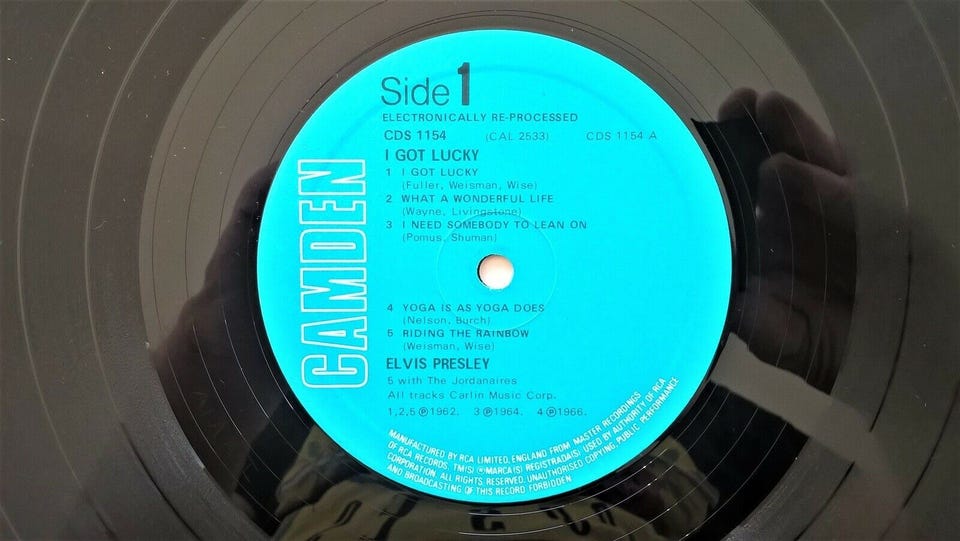 Side 1
ELECTRONICALLY RE-PROCESSED
CDS 1154 (CAL 2533) CDS 1154 A
I GOT LUCKY
1 I GOT LUCKY
(Fuller, Weisman, Wise)
2 WHAT A WONDERFUL LIFE
(Wayne, Livingstone)
3 I NEED SOMEBODY TO LEAN ON
(Pomus, Shuman)
4 YOGA IS AS YOGA DOES
(Nelson, Burch)
5 RIDING THE RAINBOW
(Weisman, Wise)
ELVIS PRESLEY
5 with The Jordanaires
All tracks Carlin Music Corp.
1,2,5 ℗ 1962. 3 ℗ 1964. 4 ℗ 1966.
CAMDEN
MANUFACTURED BY RCA LIMITED, ENGLAND FROM MASTER RECORDINGS
OF RCA RECORDS. TM(S) ® MARCA(S) REGISTRADA(S) USED BY AUTHORITY OF RCA
CORPORATION. ALL RIGHTS RESERVED. UNAUTHORISED COPYING, PUBLIC PERFORMANCE
AND BROADCASTING OF THIS RECORD FORBIDDEN